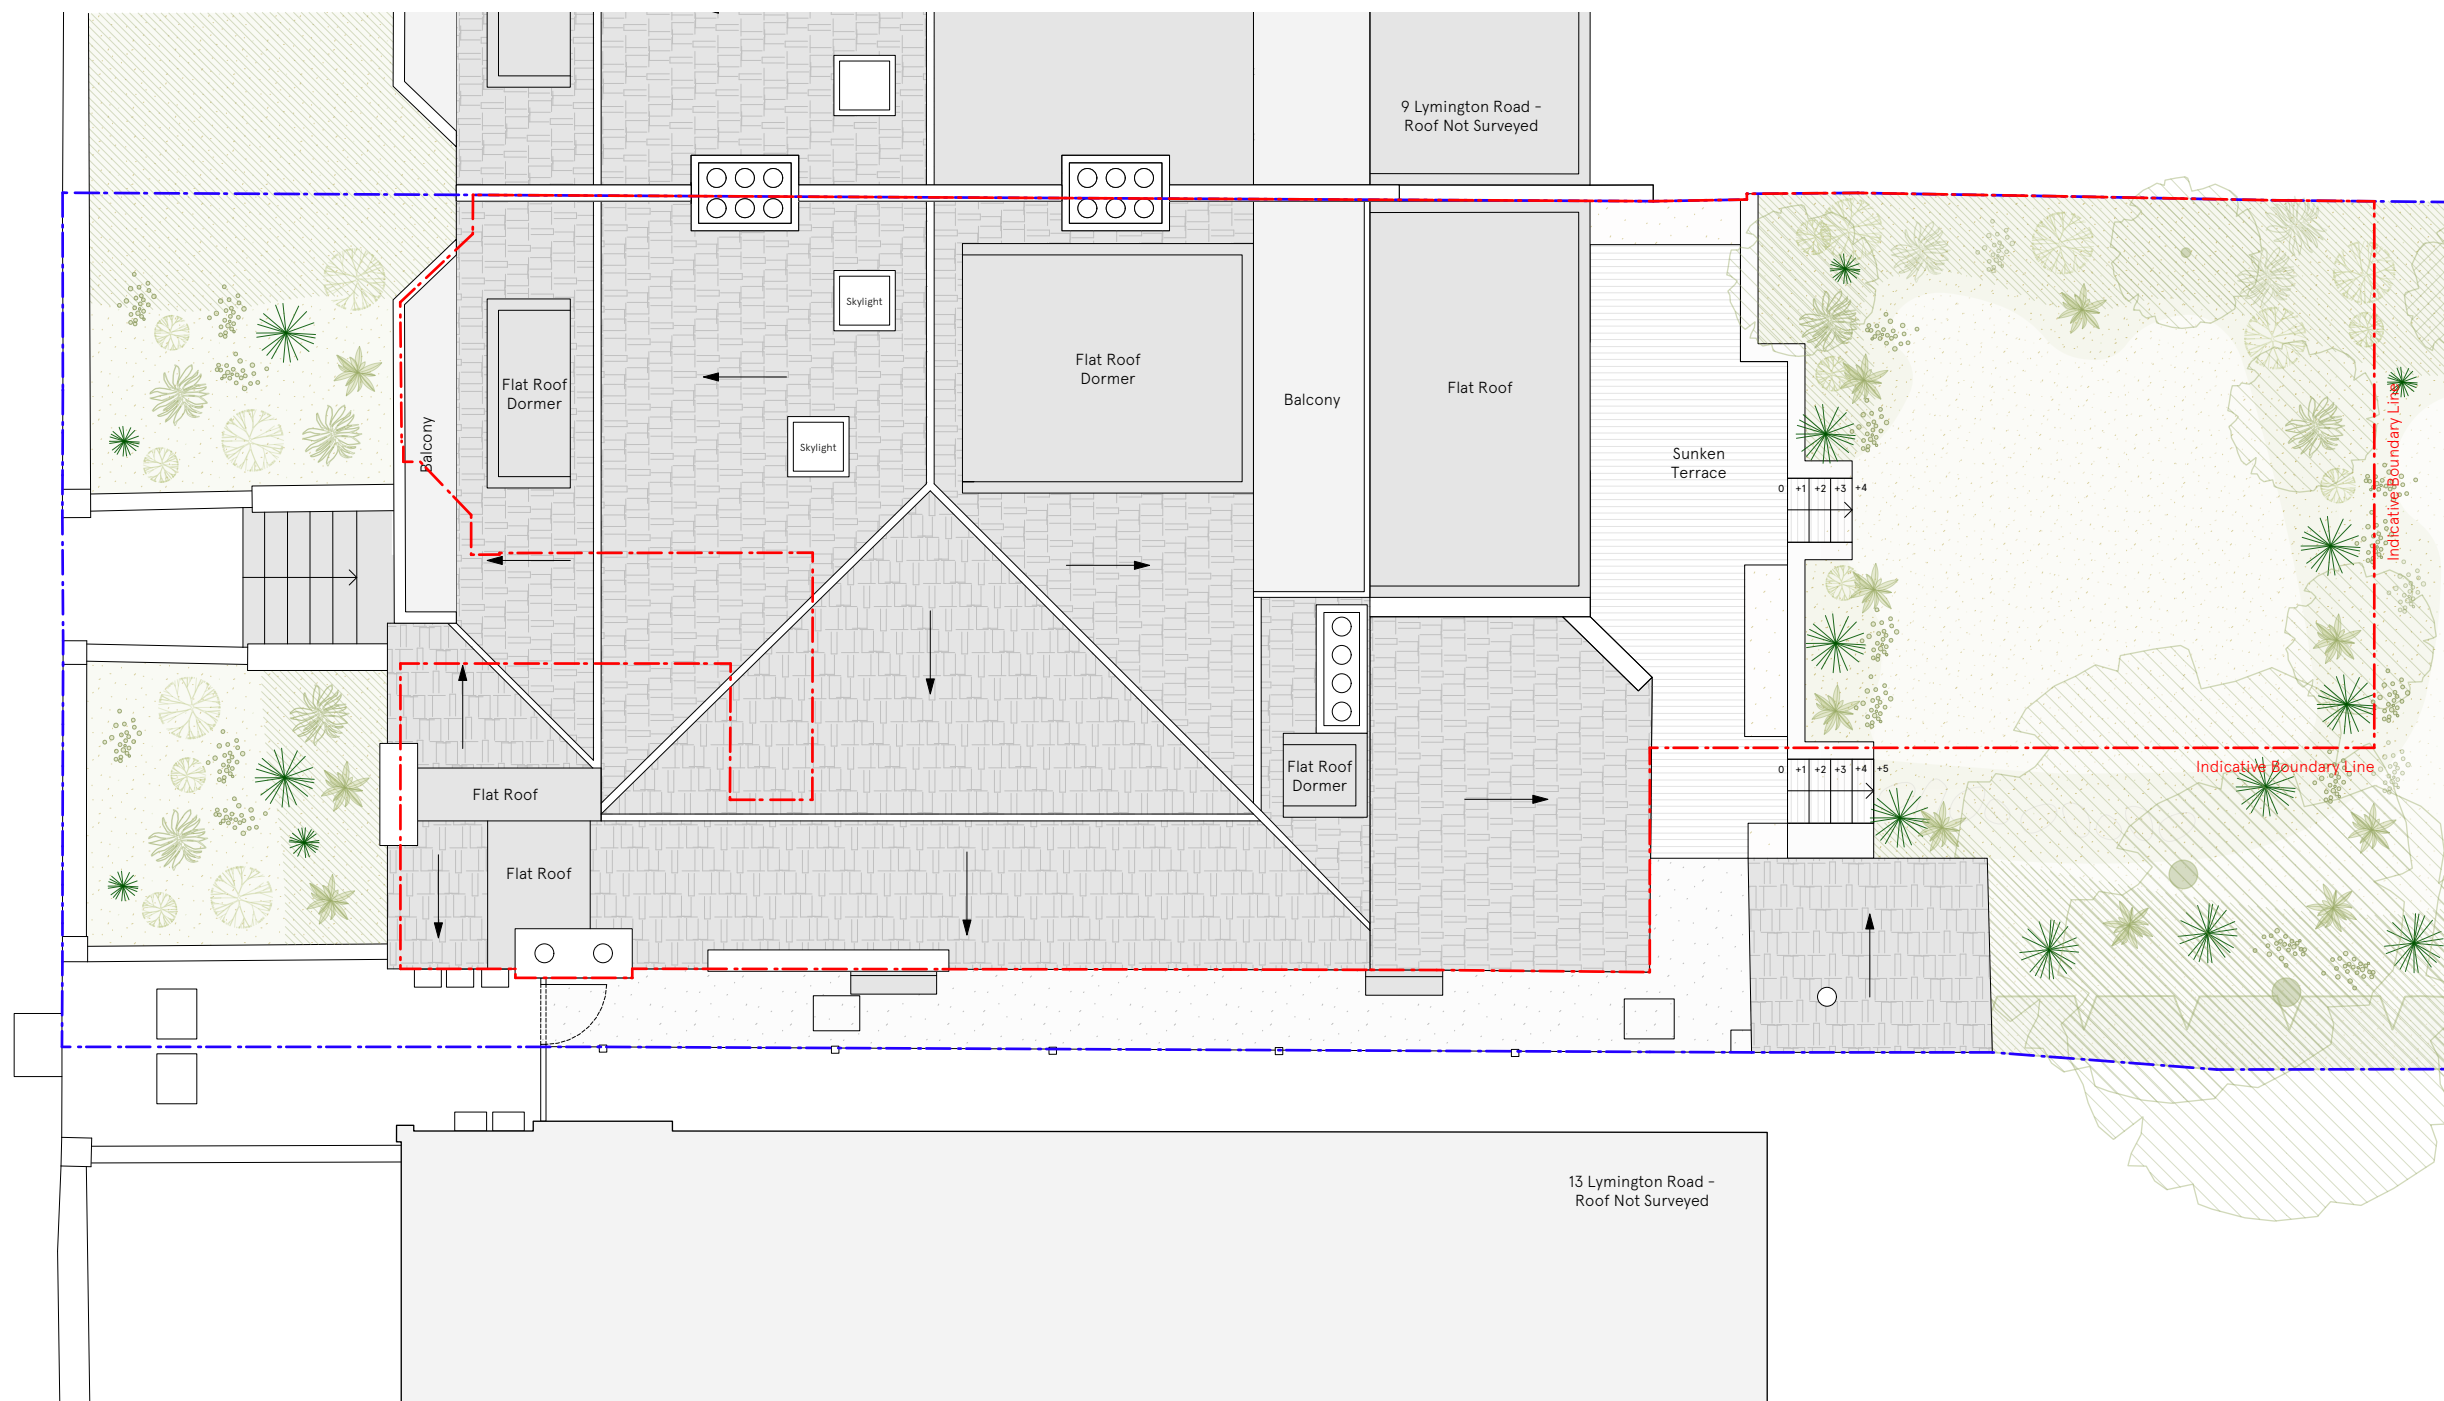 9 Lymington Road -
Roof Not Surveyed
Skylight
Flat Roof
Dormer
Flat Roof
Dormer
Balcony
Flat Roof
Balcony
Skylight
Sunken
Terrace
0 +1 +2 +3 +4
Indicative Boundary Line
Flat Roof
Flat Roof
Dormer
0 +1 +2 +3 +4 +5
Indicative Boundary Line
Flat Roof
13 Lymington Road -
Roof Not Surveyed